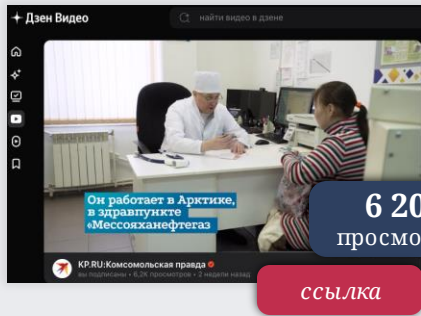 Дзен Видео
найти видео в дзене
Он работает в Арктике,
в здравпункте
«Мессояханефтегаз
6 20
просмо
KP.RU:Комсомольская правда
вы подписаны • 6,2K просмотров • 2 недели назад
ссылка